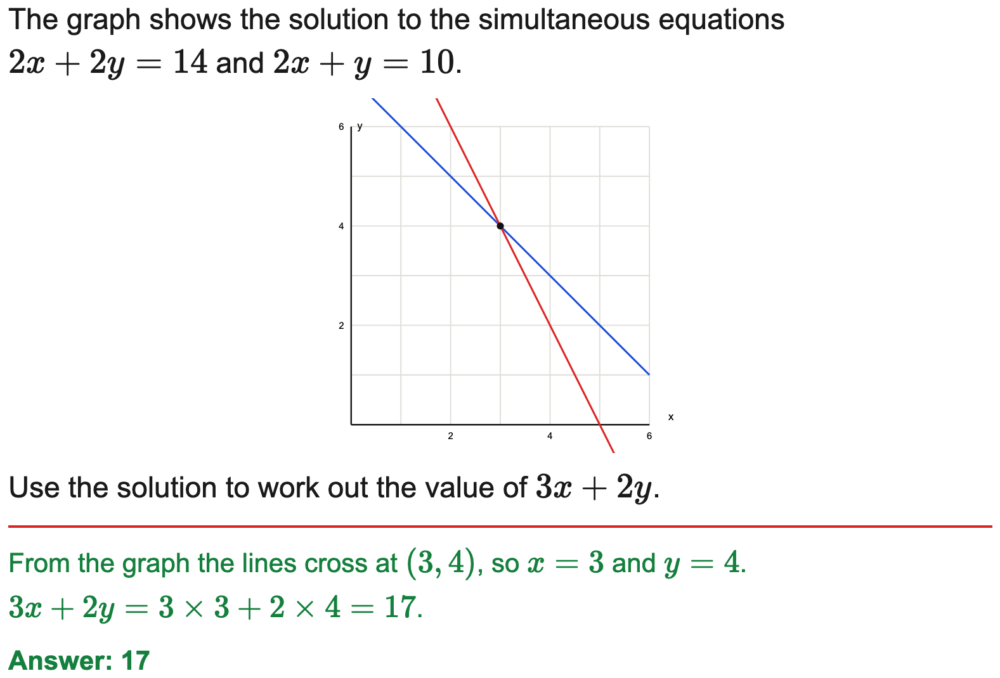 The graph shows the solution to the simultaneous equations
2x + 2y = 14 and 2x + y = 10.
6 y
4
2
x
2 4 6
Use the solution to work out the value of 3x + 2y.
From the graph the lines cross at (3, 4), so x = 3 and y = 4.
3x + 2y = 3 × 3 + 2 × 4 = 17.
Answer: 17